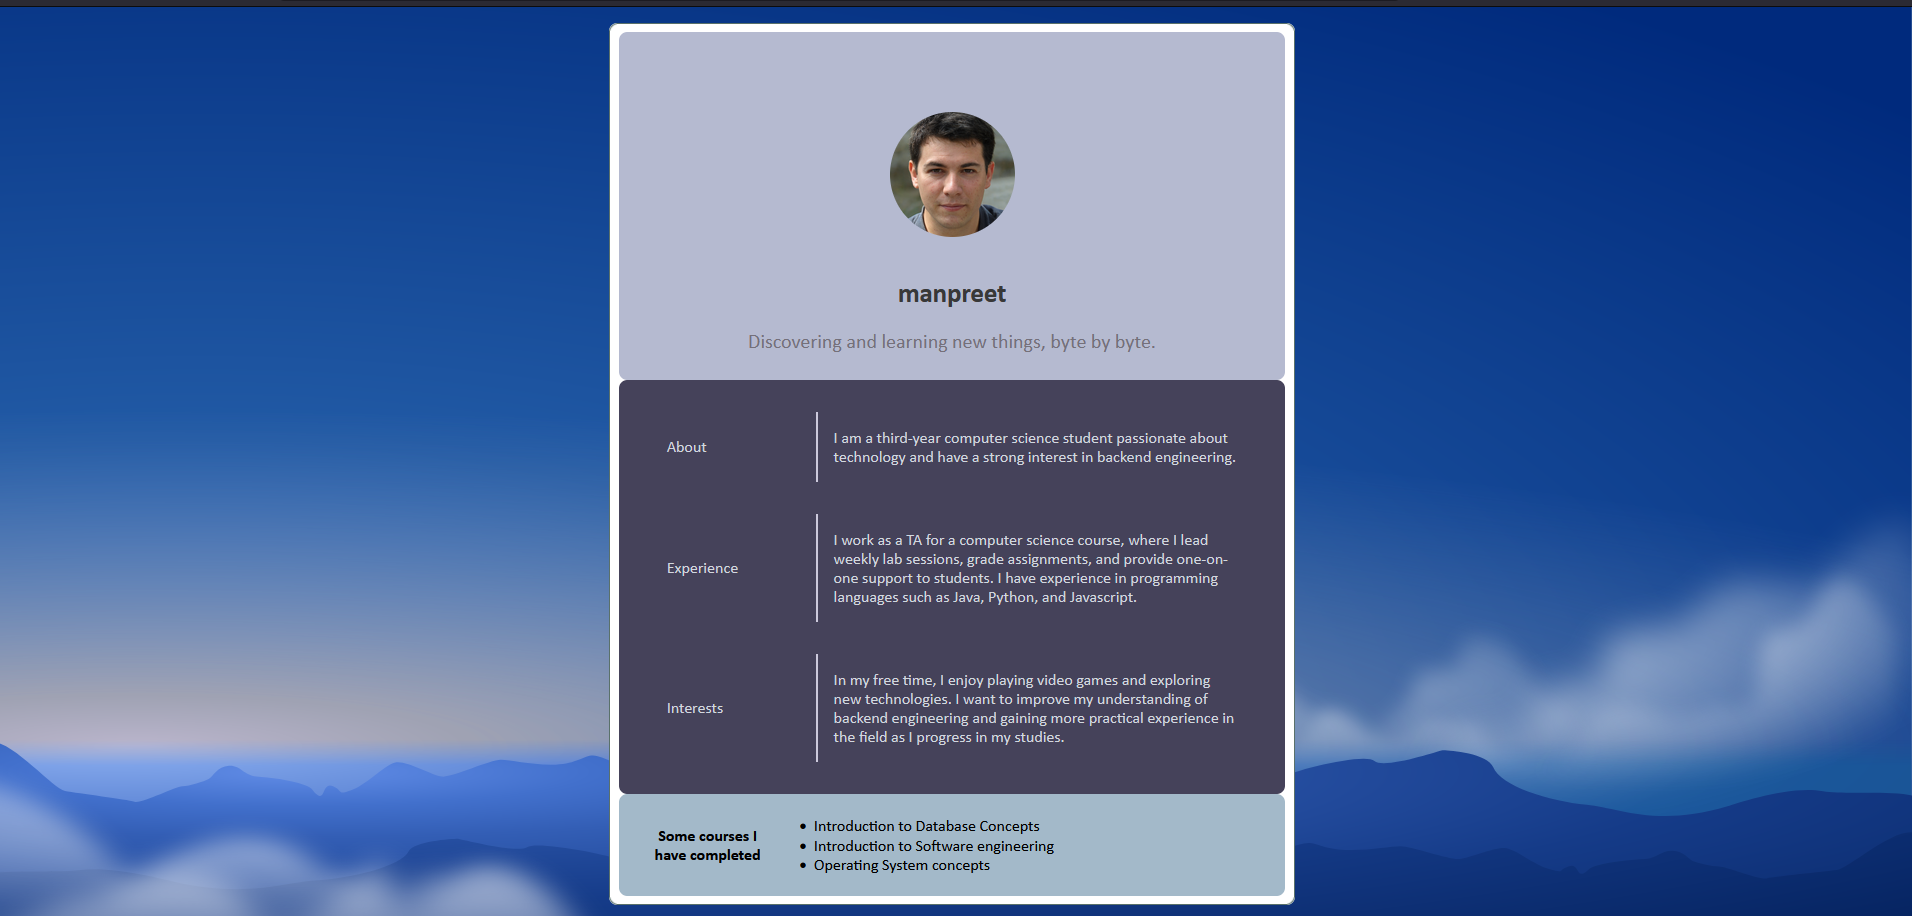 manpreet
Discovering and learning new things, byte by byte.
About
I am a third-year computer science student passionate about
technology and have a strong interest in backend engineering.
Experience
I work as a TA for a computer science course, where I lead
weekly lab sessions, grade assignments, and provide one-on-
one support to students. I have experience in programming
languages such as Java, Python, and Javascript.
Interests
In my free time, I enjoy playing video games and exploring
new technologies. I want to improve my understanding of
backend engineering and gaining more practical experience in
the field as I progress in my studies.
Some courses I
have completed
• Introduction to Database Concepts
• Introduction to Software engineering
• Operating System concepts